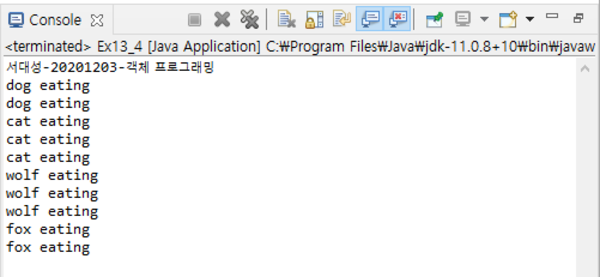 Console
<terminated> Ex13_4 [Java Application] C:₩Program Files₩Java₩jdk-11.0.8+10₩bin₩javaw
서대성-20201203-객체 프로그래밍
dog eating
dog eating
cat eating
cat eating
cat eating
wolf eating
wolf eating
wolf eating
fox eating
fox eating